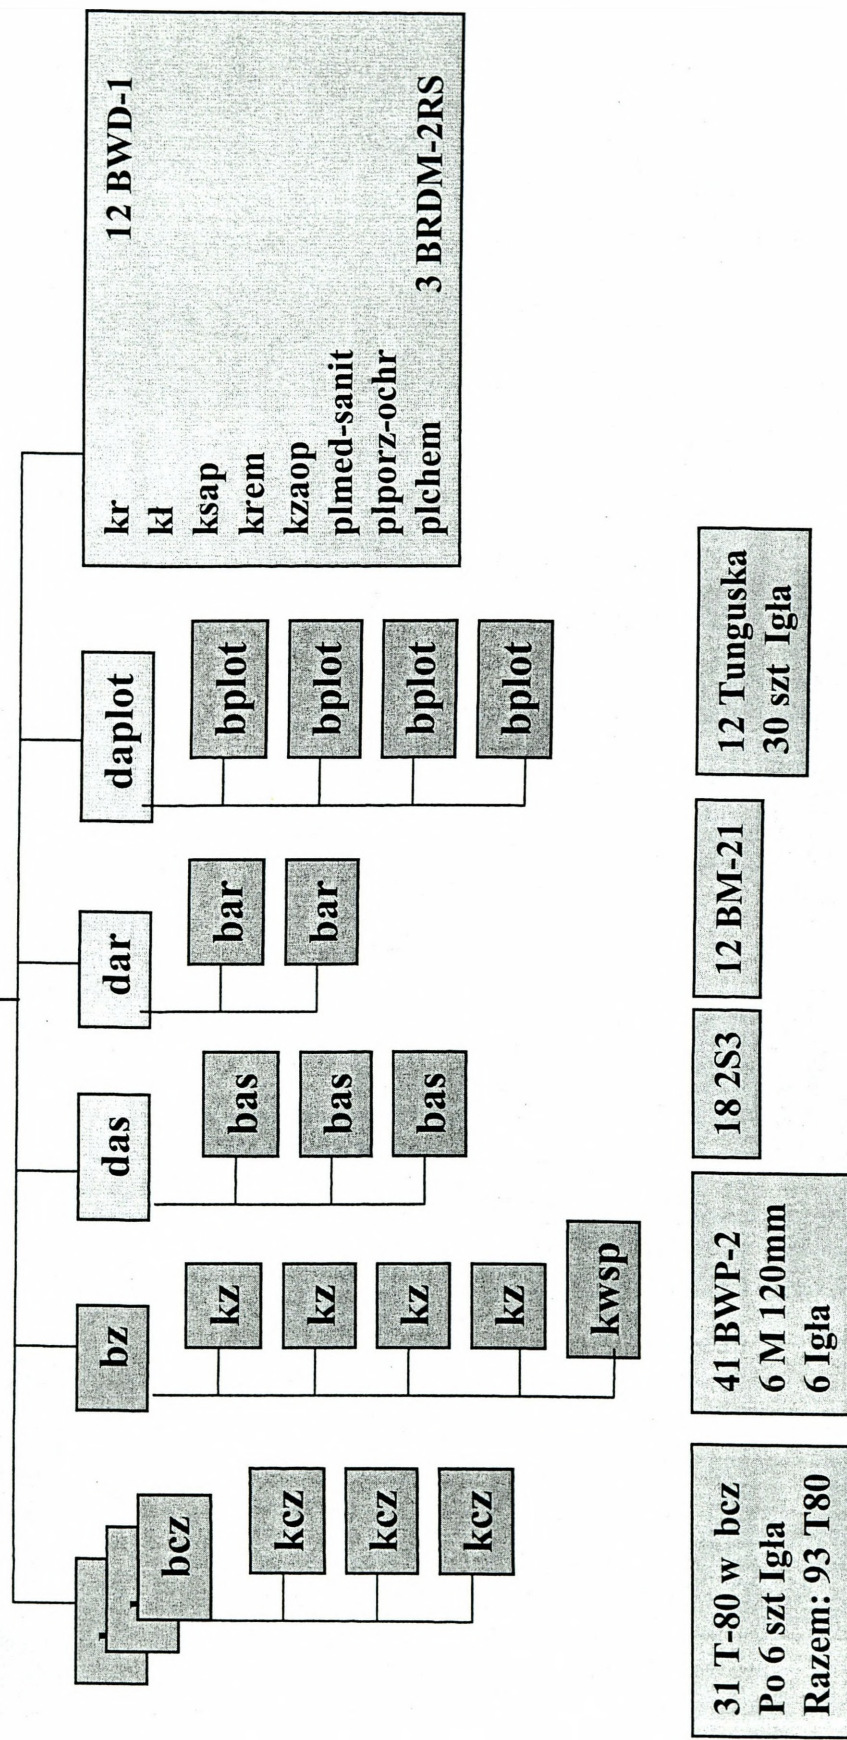 bcz
kcz
kcz
kcz
bz
kz
kz
kz
kz
kwsp
das
bas
bas
bas
dar
bar
bar
daplot
bplot
bplot
bplot
bplot
kr 12 BWD-1
kł
ksap
krem
kzaop
plmed-sanit
plporz-ochr
plchem 3 BRDM-2RS
31 T-80 w bcz
Po 6 szt Igła
Razem: 93 T80
41 BWP-2
6 M 120mm
6 Igła
18 2S3
12 BM-21
12 Tunguska
30 szt Igła